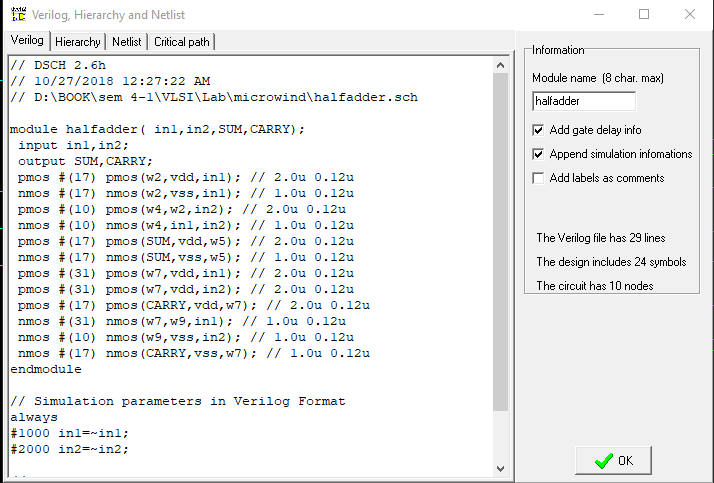 Verilog, Hierarchy and Netlist
Verilog Hierarchy Netlist Critical path
// DSCH 2.6h
// 10/27/2018 12:27:22 AM
// D:\BOOK\sem 4-1\VLSI\Lab\microwind\halfadder.sch
module halfadder( in1,in2,SUM,CARRY);
input in1,in2;
output SUM,CARRY;
pmos #(17) pmos(w2,vdd,in1); // 2.0u 0.12u
nmos #(17) nmos(w2,vss,in1); // 1.0u 0.12u
pmos #(10) pmos(w4,w2,in2); // 2.0u 0.12u
nmos #(10) nmos(w4,in1,in2); // 1.0u 0.12u
pmos #(17) pmos(SUM,vdd,w5); // 2.0u 0.12u
nmos #(17) nmos(SUM,vss,w5); // 1.0u 0.12u
pmos #(31) pmos(w7,vdd,in1); // 2.0u 0.12u
pmos #(31) pmos(w7,vdd,in2); // 2.0u 0.12u
pmos #(17) pmos(CARRY,vdd,w7); // 2.0u 0.12u
nmos #(31) nmos(w7,w9,in1); // 1.0u 0.12u
nmos #(10) nmos(w9,vss,in2); // 1.0u 0.12u
nmos #(17) nmos(CARRY,vss,w7); // 1.0u 0.12u
endmodule
// Simulation parameters in Verilog Format
always
#1000 in1=~in1;
#2000 in2=~in2;
Information
Module name (8 char. max)
halfadder
Add gate delay info
Append simulation infomations
Add labels as comments
The Verilog file has 29 lines
The design includes 24 symbols
The circuit has 10 nodes
OK